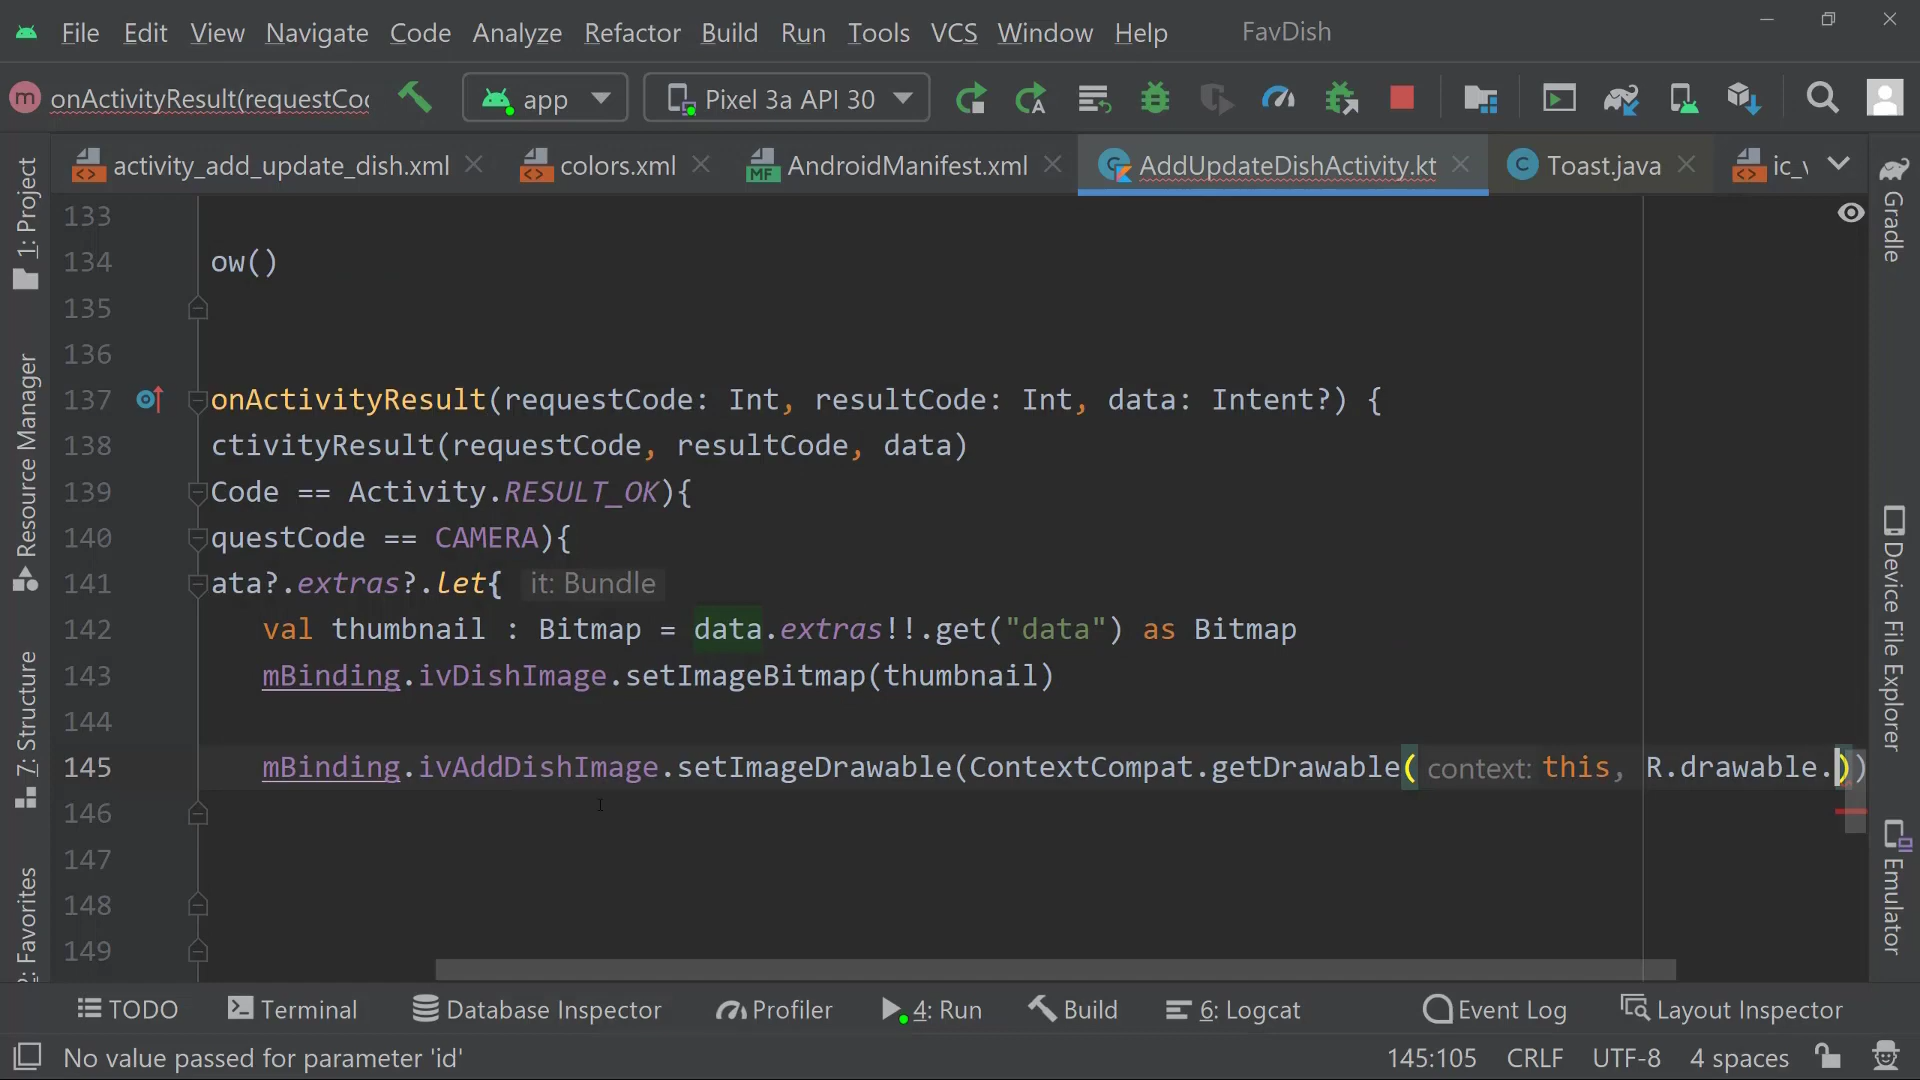 File Edit View Navigate Code Analyze Refactor Build Run Tools VCS Window Help FavDish
m onActivityResult(requestCo app Pixel 3a API 30
activity_add_update_dish.xml colors.xml MF AndroidManifest.xml AddUpdateDishActivity.kt C Toast.java ic_
133
134 ow()
135
136
137 onActivityResult(requestCode: Int, resultCode: Int, data: Intent?) {
138 ctivityResult(requestCode, resultCode, data)
139 Code == Activity.RESULT_OK){
140 questCode == CAMERA){
141 ata?.extras?.let{ it: Bundle
142 val thumbnail : Bitmap = data.extras!!.get("data") as Bitmap
143 mBinding.ivDishImage.setImageBitmap(thumbnail)
144
145 mBinding.ivAddDishImage.setImageDrawable(ContextCompat.getDrawable( context: this, R.drawable.))
146
147
148
149
1: Project
Resource Manager
7: Structure
Favorites
Gradle
Device File Explorer
Emulator
TODO Terminal Database Inspector Profiler 4: Run Build 6: Logcat Event Log Layout Inspector
No value passed for parameter 'id' 145:105 CRLF UTF-8 4 spaces